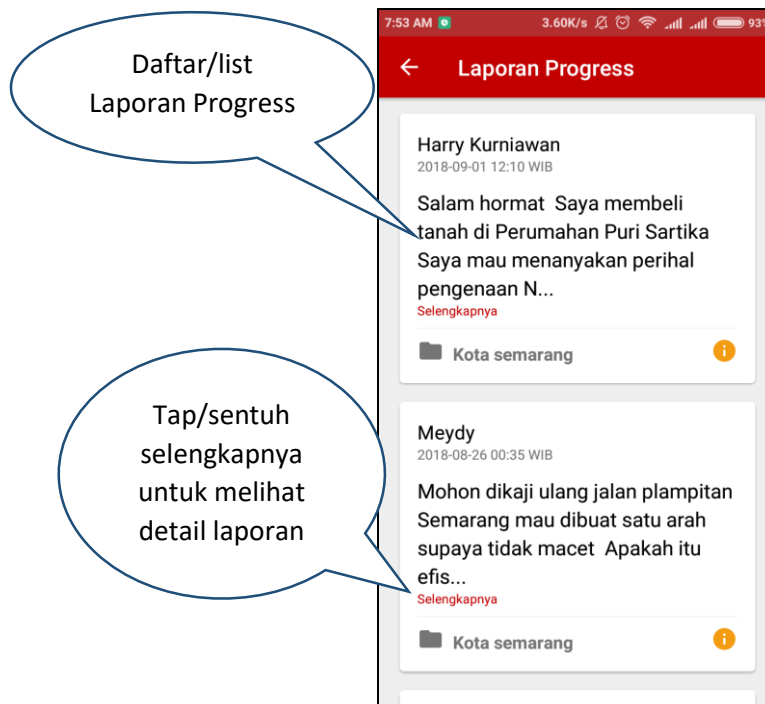 Daftar/list
Laporan Progress
7:53 AM 3.60K/s 93%
Laporan Progress
Harry Kurniawan
2018-09-01 12:10 WIB
Salam hormat Saya membeli
tanah di Perumahan Puri Sartika
Saya mau menanyakan perihal
pengenaan N...
Selengkapnya
Kota semarang
Tap/sentuh
selengkapnya
untuk melihat
detail laporan
Meydy
2018-08-26 00:35 WIB
Mohon dikaji ulang jalan plampitan
Semarang mau dibuat satu arah
supaya tidak macet Apakah itu
efis...
Selengkapnya
Kota semarang